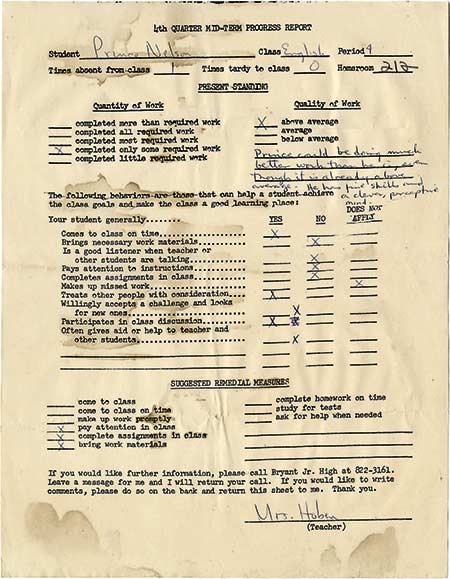 4th QUARTER MID-TERM PROGRESS REPORT
Student Prince Nelson Class English Period 4
Times absent from class 1 Times tardy to class 0 Homeroom 212
PRESENT STANDING
Quantity of Work
completed more than required work
completed all required work
completed most required work
X completed only some required work
completed little required work
Quality of Work
X above average
average
below average
Prince could be doing much
better work than he is, even
though it is already above
average. He has fine skills and
a clever, perceptive
mind.
The following behaviors are those that can help a student achieve
the class goals and make the class a good learning place:
Your student generally....... YES NO DOES NOT APPLY
Comes to class on time X
Brings necessary work materials X
Is a good listener when teacher or
other students are talking X
Pays attention to instructions X
Completes assignments in class X
Makes up missed work X
Treats other people with consideration X
Willingly accepts a challenge and looks
for new ones X
Participates in class discussion X
Often gives aid or help to teacher and
other students X
SUGGESTED REMEDIAL MEASURES
come to class
come to class on time
make up work promptly
X pay attention in class
X complete assignments in class
X bring work materials
complete homework on time
study for tests
ask for help when needed
If you would like further information, please call Bryant Jr. High at 822-3161.
Leave a message for me and I will return your call. If you would like to write
comments, please do so on the back and return this sheet to me. Thank you.
Mrs. Hoben
(Teacher)